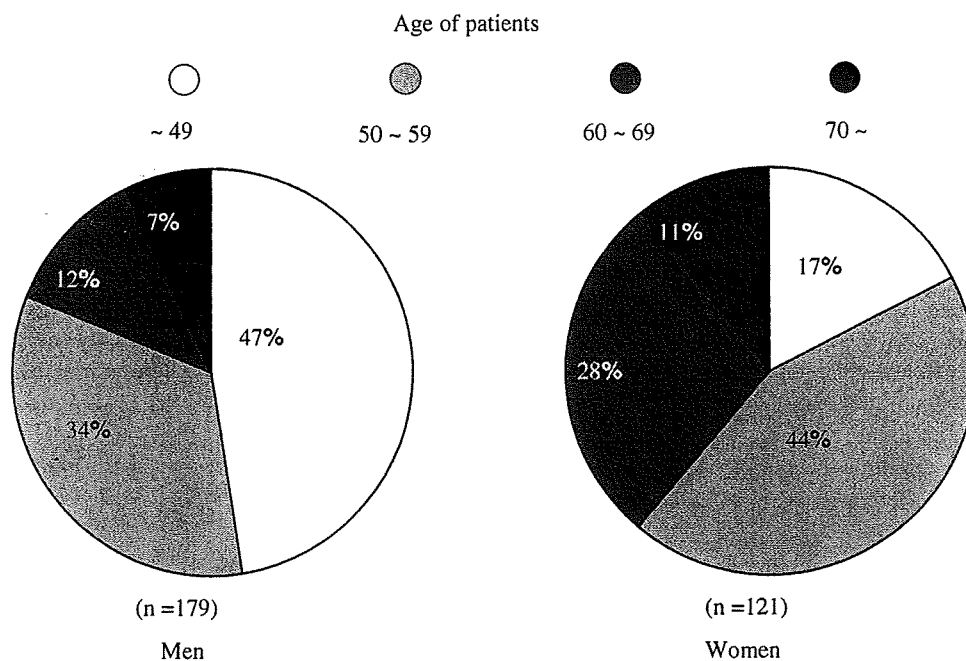 Age of patients
~ 49
50 ~ 59
60 ~ 69
70 ~
7%
12%
47%
34%
11%
17%
28%
44%
(n =179)
(n =121)
Men
Women